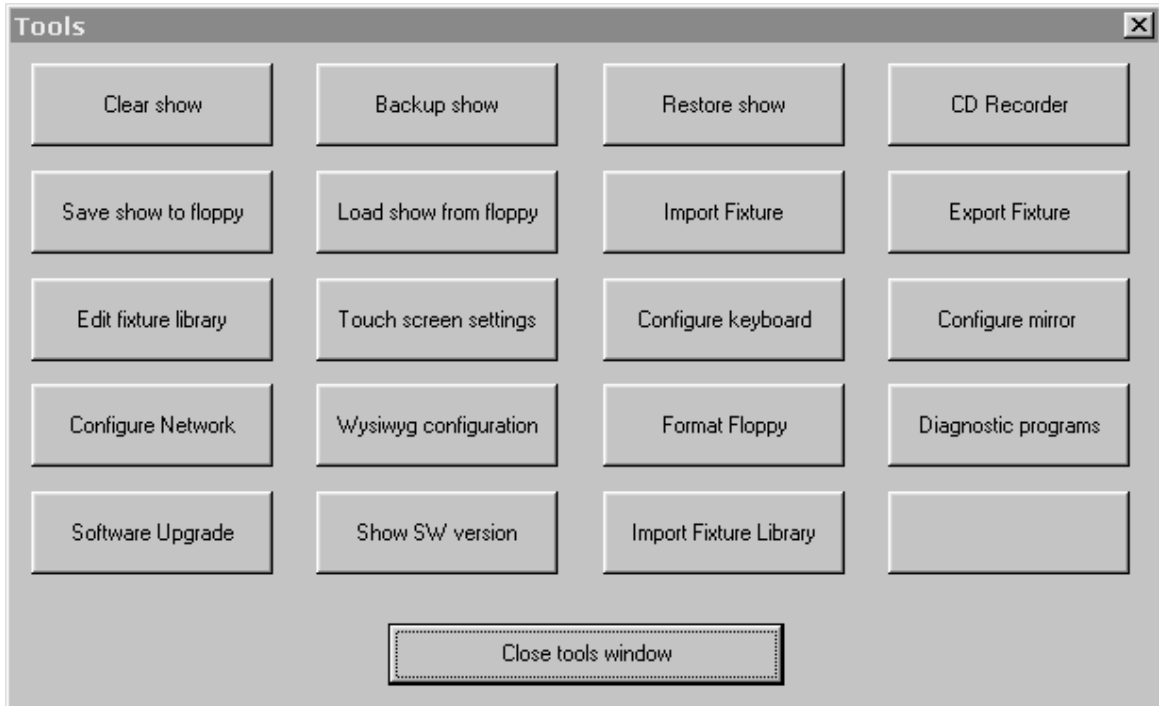 Tools
Clear show
Backup show
Restore show
CD Recorder
Save show to floppy
Load show from floppy
Import Fixture
Export Fixture
Edit fixture library
Touch screen settings
Configure keyboard
Configure mirror
Configure Network
Wysiwyg configuration
Format Floppy
Diagnostic programs
Software Upgrade
Show SW version
Import Fixture Library
Close tools window